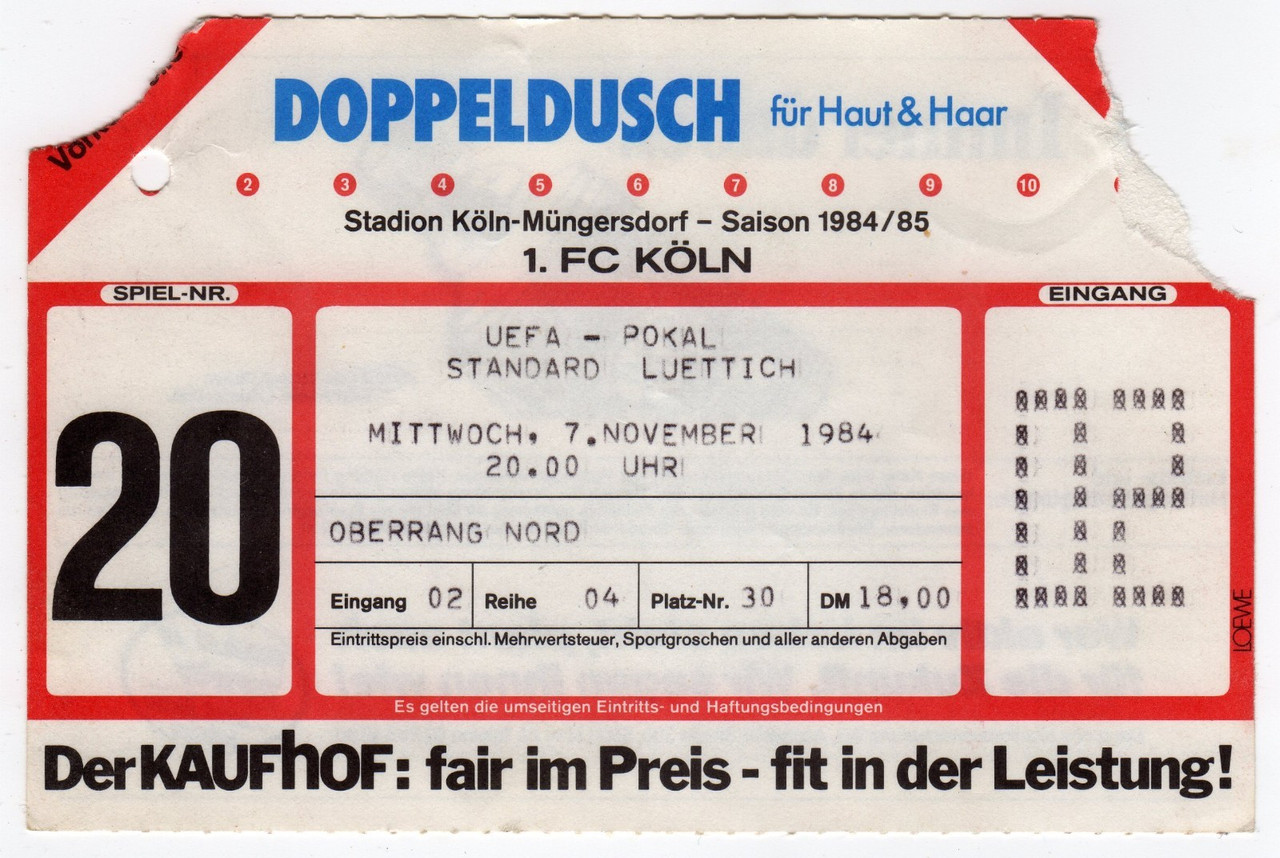 DOPPELDUSCH für Haut & Haar
2 3 4 5 6 7 8 9 10
Stadion Köln-Müngersdorf – Saison 1984/85
1. FC KÖLN
SPIEL-NR.
20
UEFA - POKAL
STANDARD LUETTICH
MITTWOCH, 7.NOVEMBER 1984
20.00 UHR
OBERRANG NORD
Eingang 02 Reihe 04 Platz-Nr. 30 DM 18,00
Eintrittspreis einschl. Mehrwertsteuer, Sportgroschen und aller anderen Abgaben
EINGANG
02
LOEWE
Es gelten die umseitigen Eintritts- und Haftungsbedingungen
Der KAUFhOF: fair im Preis - fit in der Leistung!